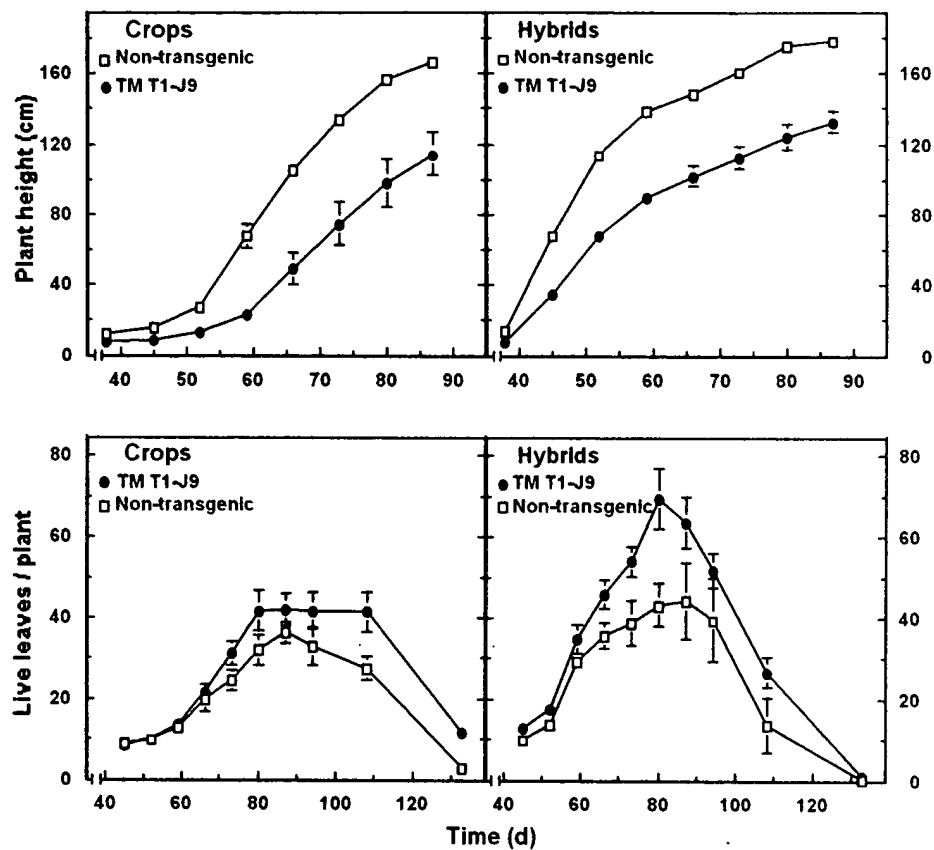 Crops
Non-transgenic
TM T1-J9
Hybrids
Non-transgenic
TM T1-J9
Plant height (cm)
160
120
80
40
0
160
120
80
40
0
40 50 60 70 80 90
40 50 60 70 80 90
Crops
TM T1-J9
Non-transgenic
Hybrids
TM T1-J9
Non-transgenic
Live leaves / plant
80
60
40
20
0
80
60
40
20
0
40 60 80 100 120
40 60 80 100 120
Time (d)